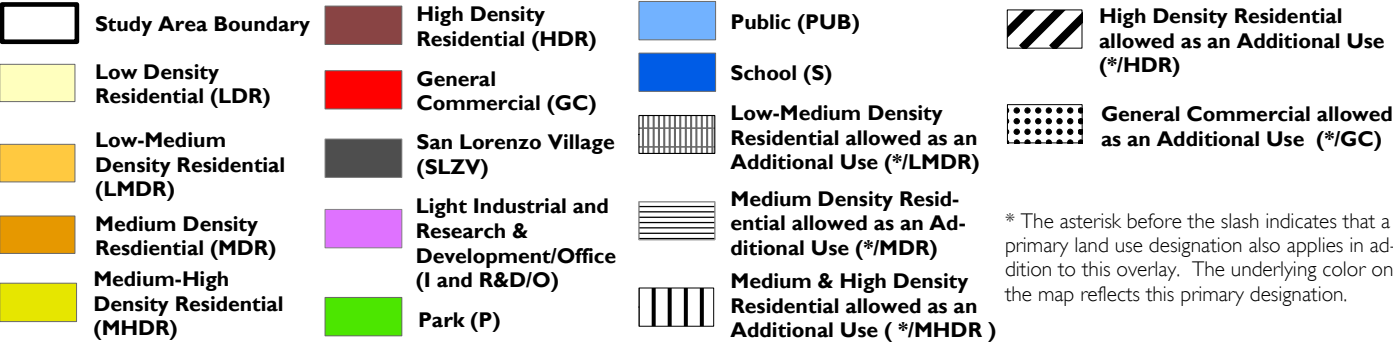 Study Area Boundary
Low Density
Residential (LDR)
Low-Medium
Density Residential
(LMDR)
Medium Density
Resdiential (MDR)
Medium-High
Density Residential
(MHDR)
High Density
Residential (HDR)
General
Commercial (GC)
San Lorenzo Village
(SLZV)
Light Industrial and
Research &
Development/Office
(I and R&D/O)
Park (P)
Public (PUB)
School (S)
Low-Medium Density
Residential allowed as an
Additional Use (*/LMDR)
Medium Density Resid-
ential allowed as an Ad-
ditional Use (*/MDR)
Medium & High Density
Residential allowed as an
Additional Use ( */MHDR )
High Density Residential
allowed as an Additional Use
(*/HDR)
General Commercial allowed
as an Additional Use (*/GC)
* The asterisk before the slash indicates that a
primary land use designation also applies in ad-
dition to this overlay. The underlying color on
the map reflects this primary designation.